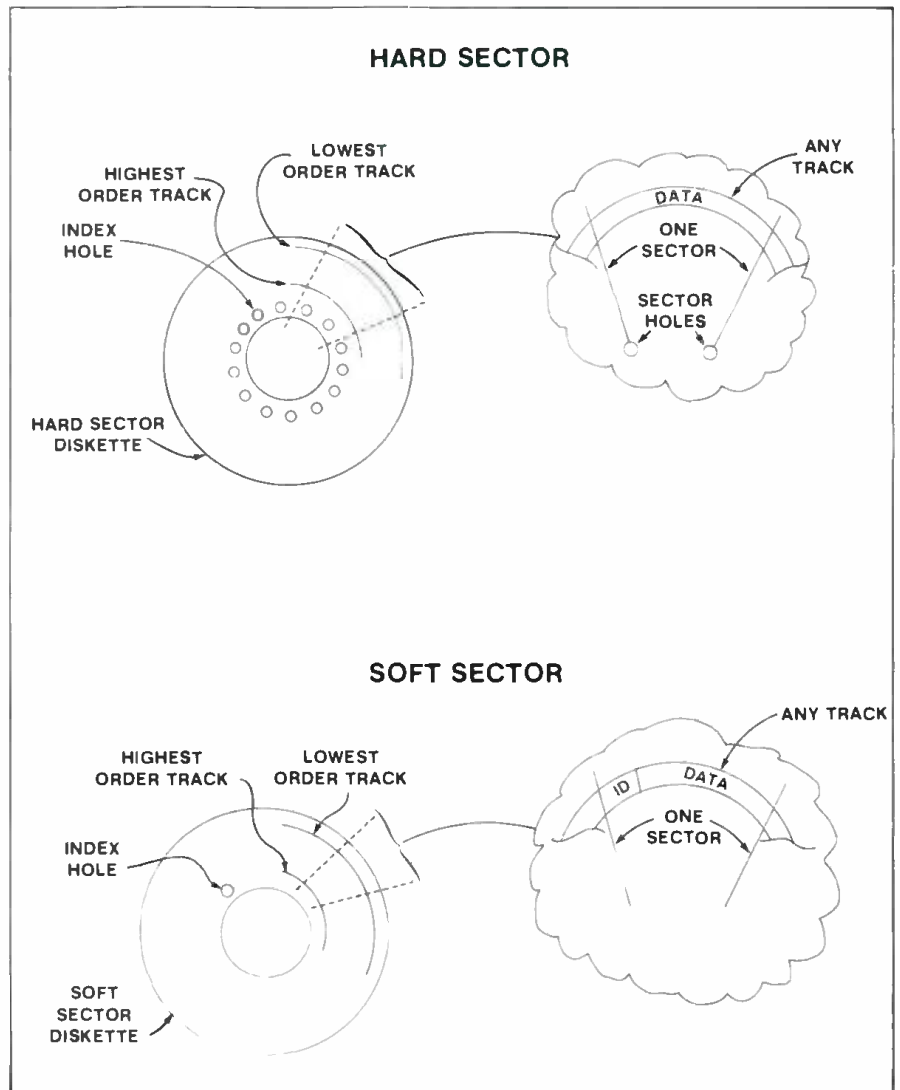 HARD SECTOR
LOWEST
ORDER TRACK
HIGHEST
ORDER TRACK
INDEX
HOLE
HARD SECTOR
DISKETTE
ANY
TRACK
DATA
ONE
SECTOR
SECTOR
HOLES
SOFT SECTOR
HIGHEST
ORDER TRACK
LOWEST
ORDER TRACK
INDEX
HOLE
SOFT
SECTOR
DISKETTE
ANY TRACK
ID
DATA
ONE
SECTOR